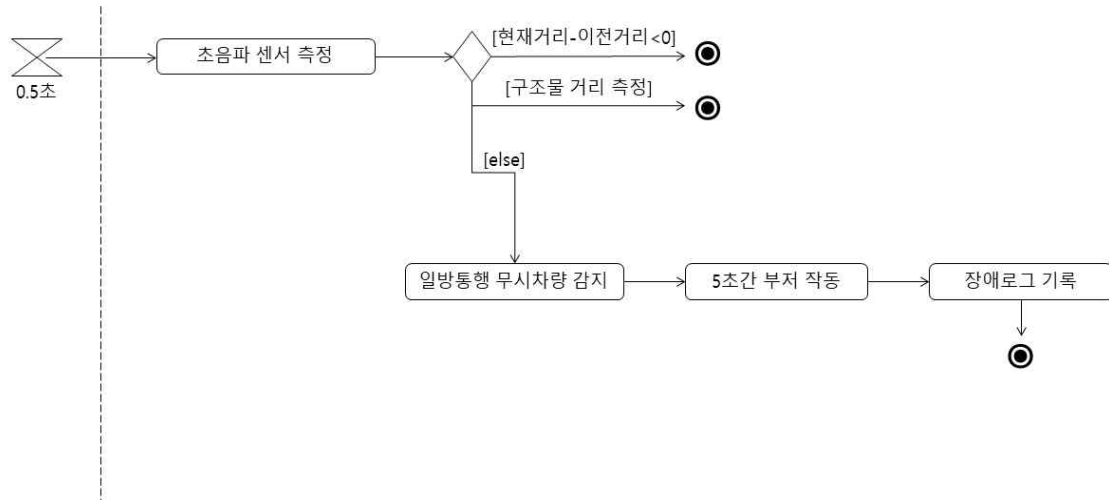 [현재거리-이전거리<0]
초음파 센서 측정
0.5초
[구조물 거리 측정]
[else]
일방통행 무시차량 감지
5초간 부저 작동
장애로그 기록